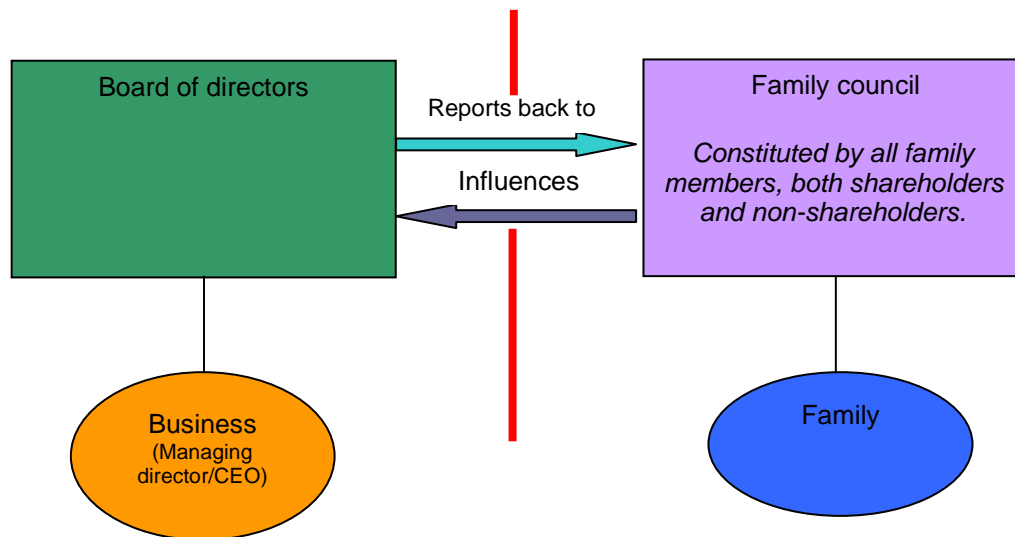 Board of directors
Reports back to
Influences
Family council
Constituted by all family
members, both shareholders
and non-shareholders.
Business
(Managing
director/CEO)
Family